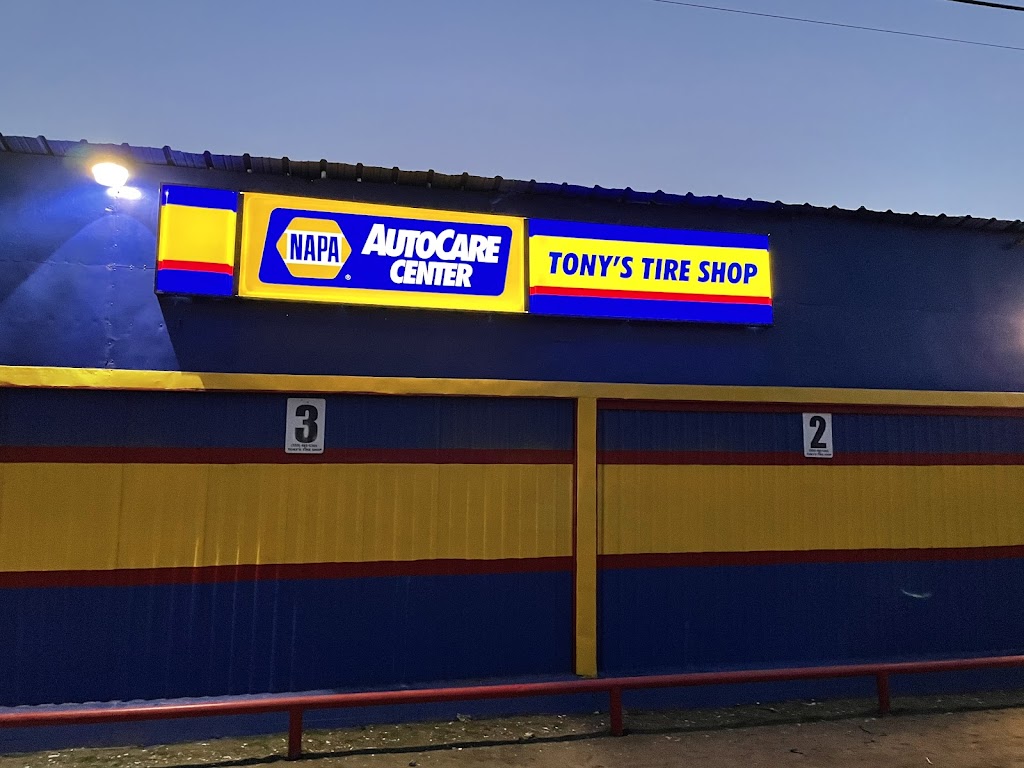 NAPA
®
AUTOCARE
CENTER
TONY'S TIRE SHOP
3
2